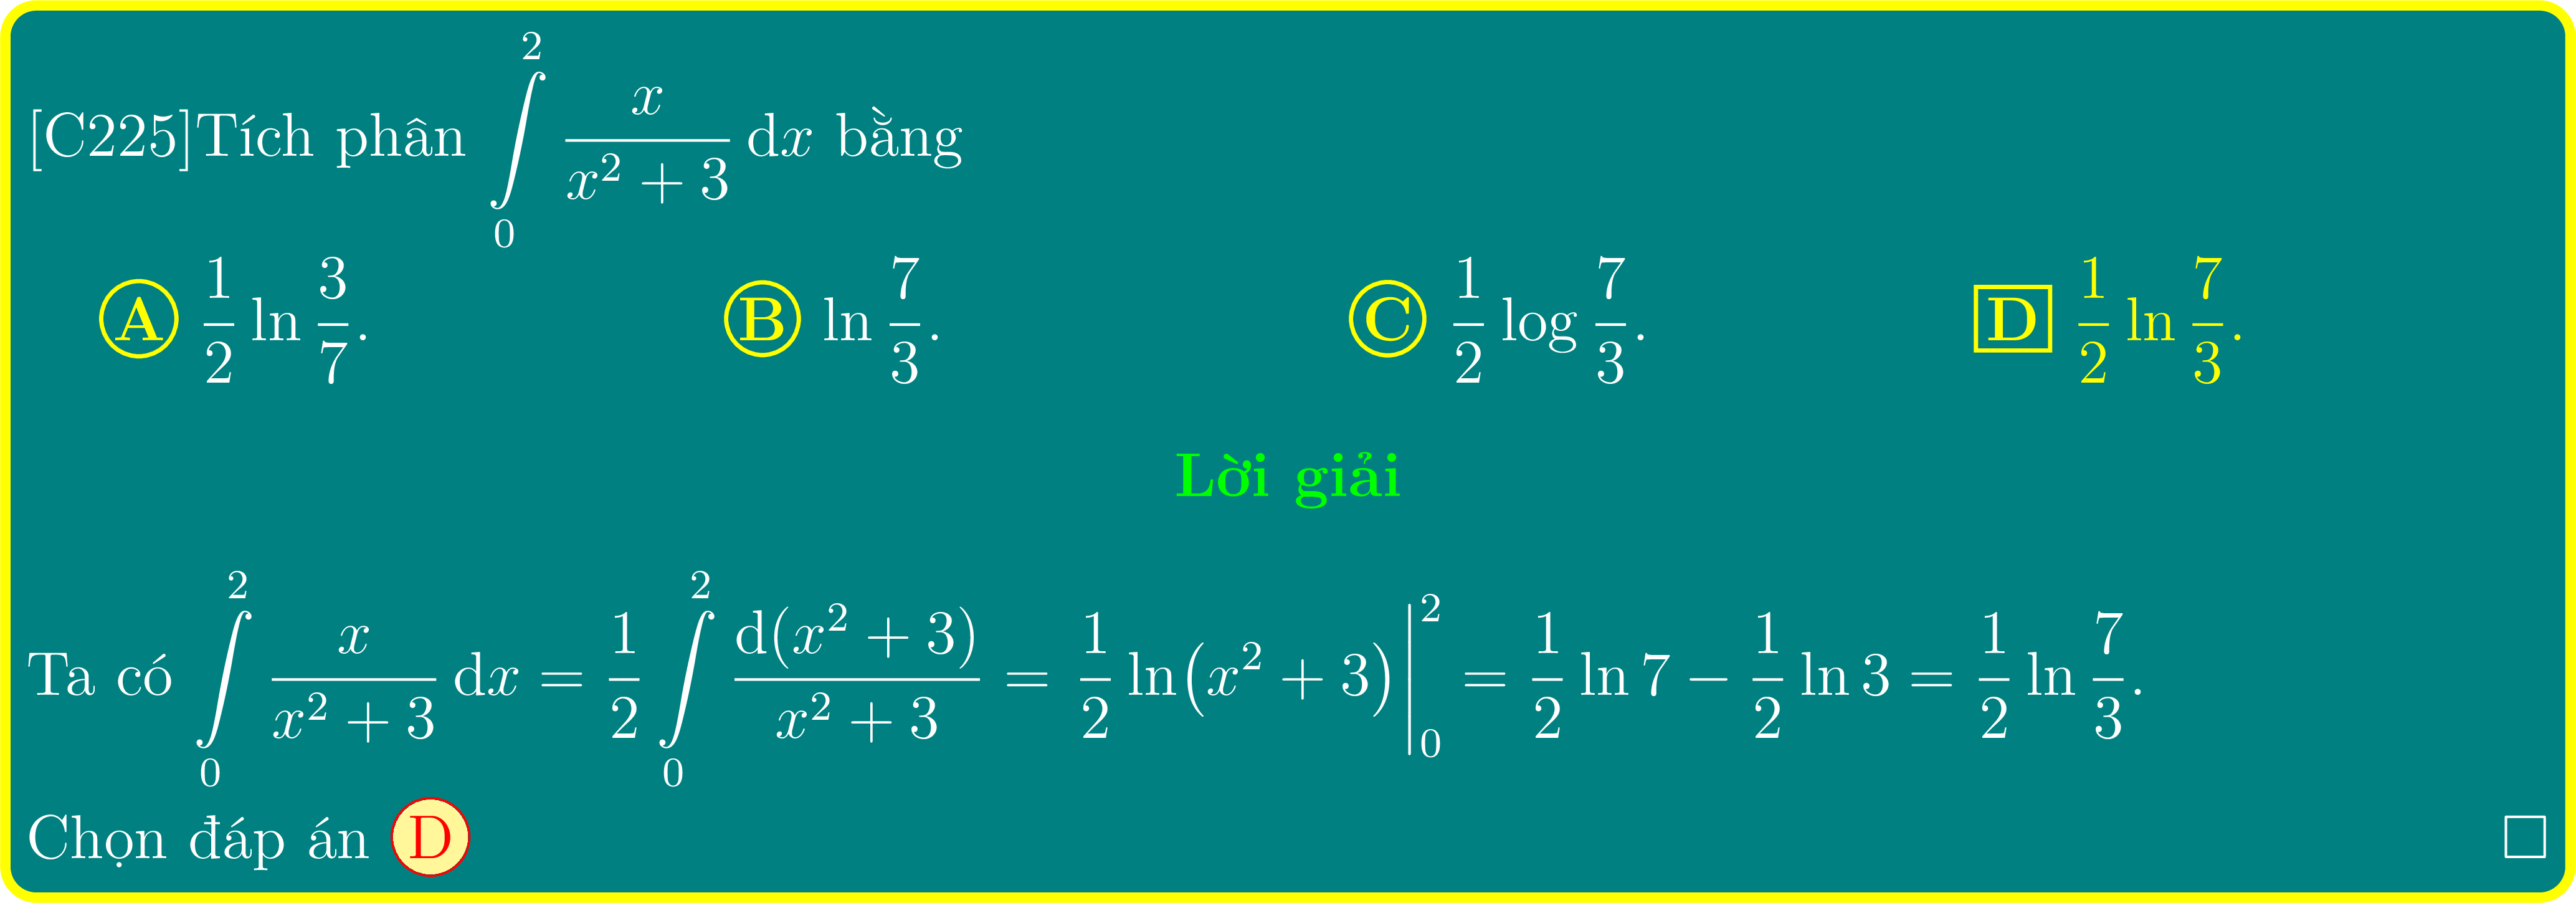 [C225]Tích phân $\int\limits_0^2 \frac{x}{x^2+3}\,\mathrm{d}x$ bằng
Ⓐ $\frac{1}{2}\ln\frac{3}{7}$. Ⓑ $\ln\frac{7}{3}$. Ⓒ $\frac{1}{2}\log\frac{7}{3}$. D $\frac{1}{2}\ln\frac{7}{3}$.
Lời giải
Ta có $\int\limits_0^2 \frac{x}{x^2+3}\,\mathrm{d}x = \frac{1}{2}\int\limits_0^2 \frac{\mathrm{d}(x^2+3)}{x^2+3} = \frac{1}{2}\ln(x^2+3)\Big|_0^2 = \frac{1}{2}\ln 7 - \frac{1}{2}\ln 3 = \frac{1}{2}\ln\frac{7}{3}$.
Chọn đáp án Ⓓ □